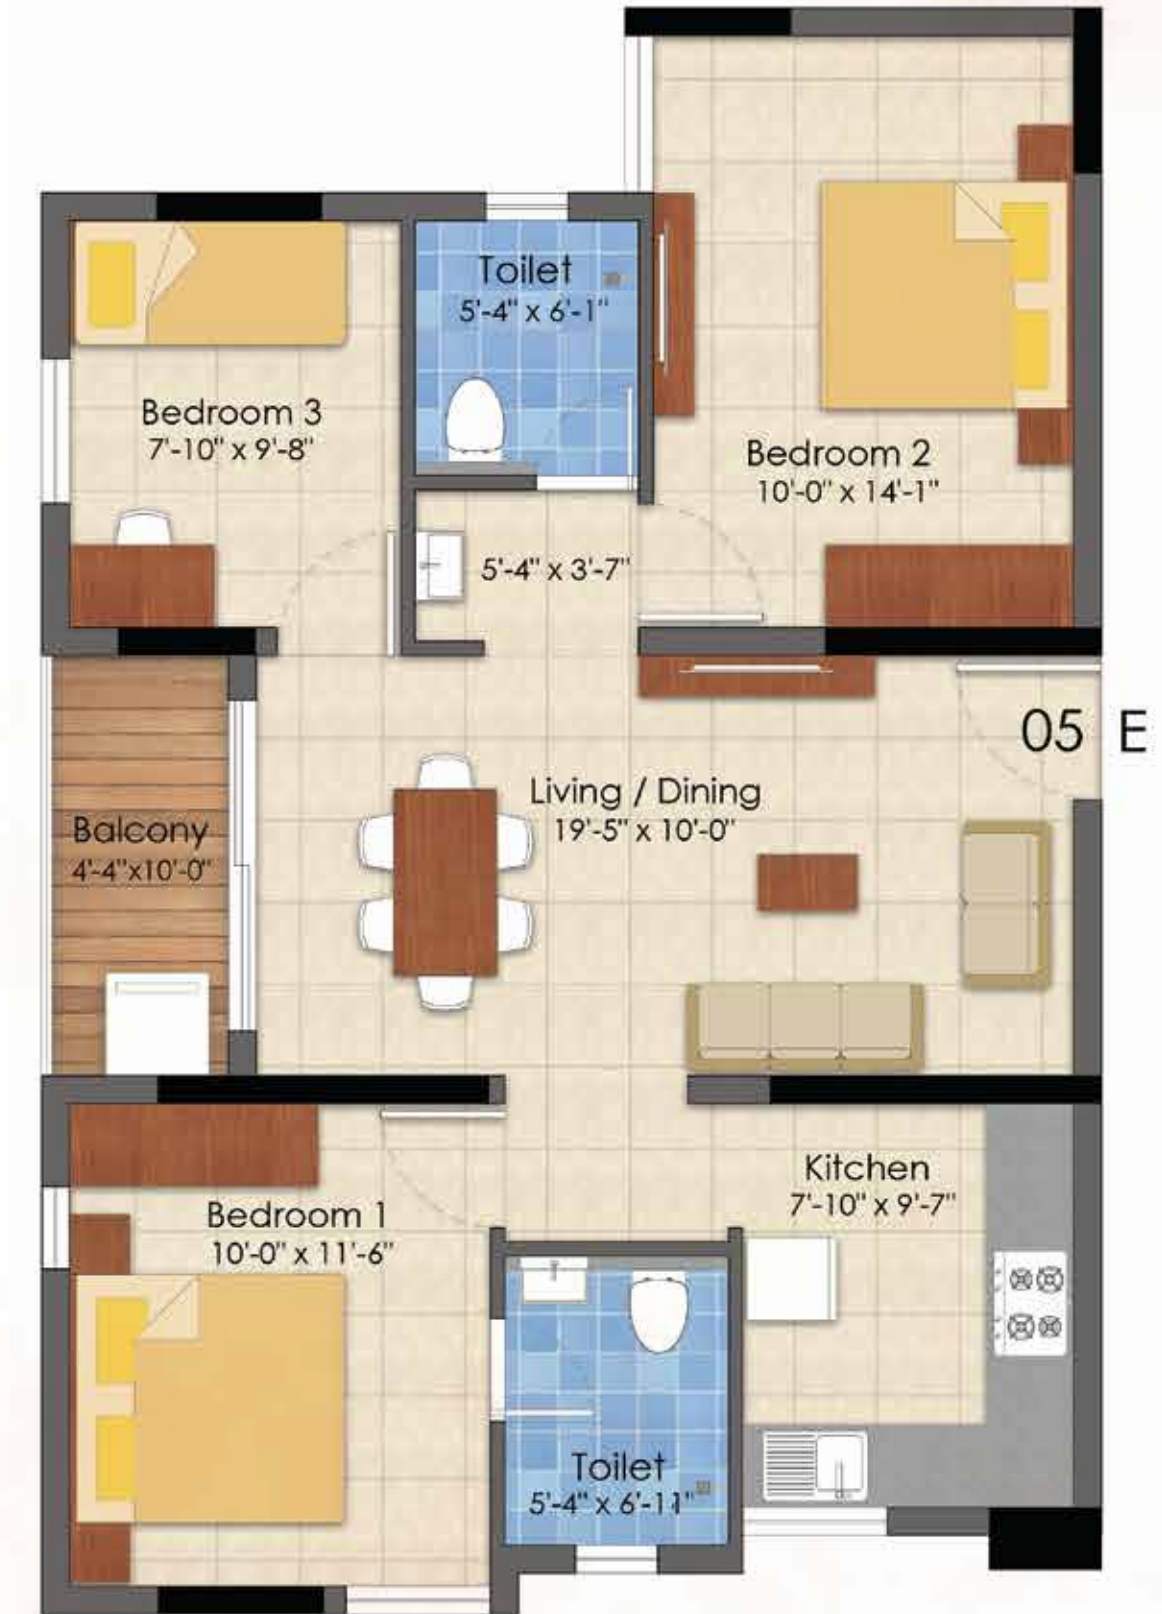 Toilet
5'-4" x 6'-1"
Bedroom 3
7'-10" x 9'-8"
Bedroom 2
10'-0" x 14'-1"
5'-4" x 3'-7"
05 E
Living / Dining
19'-5" x 10'-0"
Balcony
4'-4"x10'-0"
Kitchen
7'-10" x 9'-7"
Bedroom 1
10'-0" x 11'-6"
Toilet
5'-4" x 6'-11"